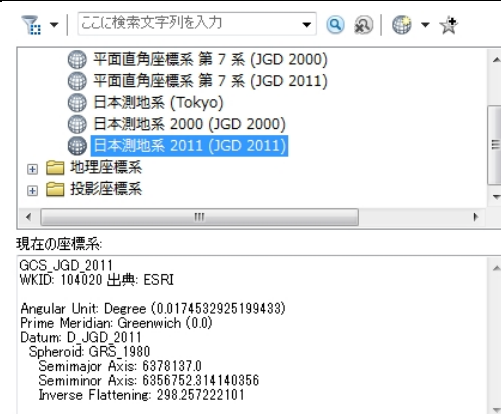 ここに検索文字列を入力
平面直角座標系 第 7 系 (JGD 2000)
平面直角座標系 第 7 系 (JGD 2011)
日本測地系 (Tokyo)
日本測地系 2000 (JGD 2000)
日本測地系 2011 (JGD 2011)
地理座標系
投影座標系
現在の座標系:
GCS_JGD_2011
WKID: 104020 出典: ESRI
Angular Unit: Degree (0.0174532925199433)
Prime Meridian: Greenwich (0.0)
Datum: D_JGD_2011
Spheroid: GRS_1980
Semimajor Axis: 6378137.0
Semiminor Axis: 6356752.314140356
Inverse Flattening: 298.257222101